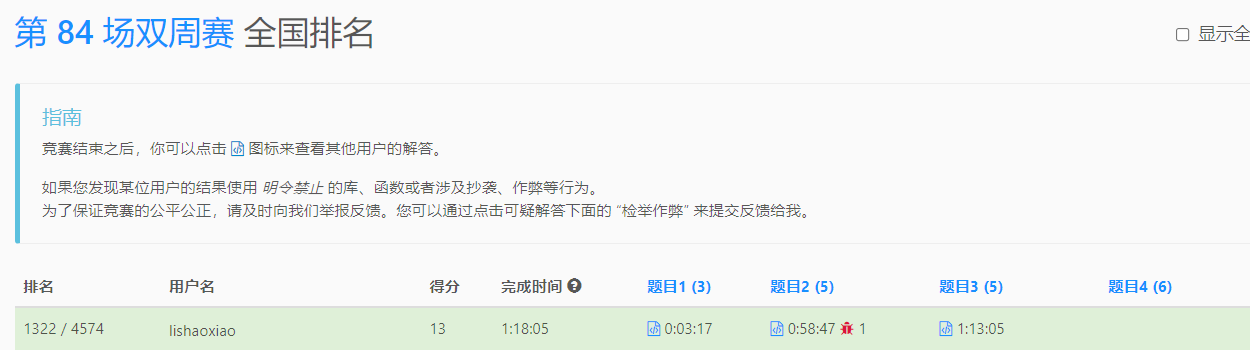 第 84 场双周赛 全国排名
显示全
指南
竞赛结束之后，你可以点击 图标来查看其他用户的解答。
如果您发现某位用户的结果使用 明令禁止 的库、函数或者涉及抄袭、作弊等行为。
为了保证竞赛的公平公正，请及时向我们举报反馈。您可以通过点击可疑解答下面的 “检举作弊” 来提交反馈给我。
排名 用户名 得分 完成时间 题目1 (3) 题目2 (5) 题目3 (5) 题目4 (6)
1322 / 4574 lishaoxiao 13 1:18:05 0:03:17 0:58:47 1 1:13:05